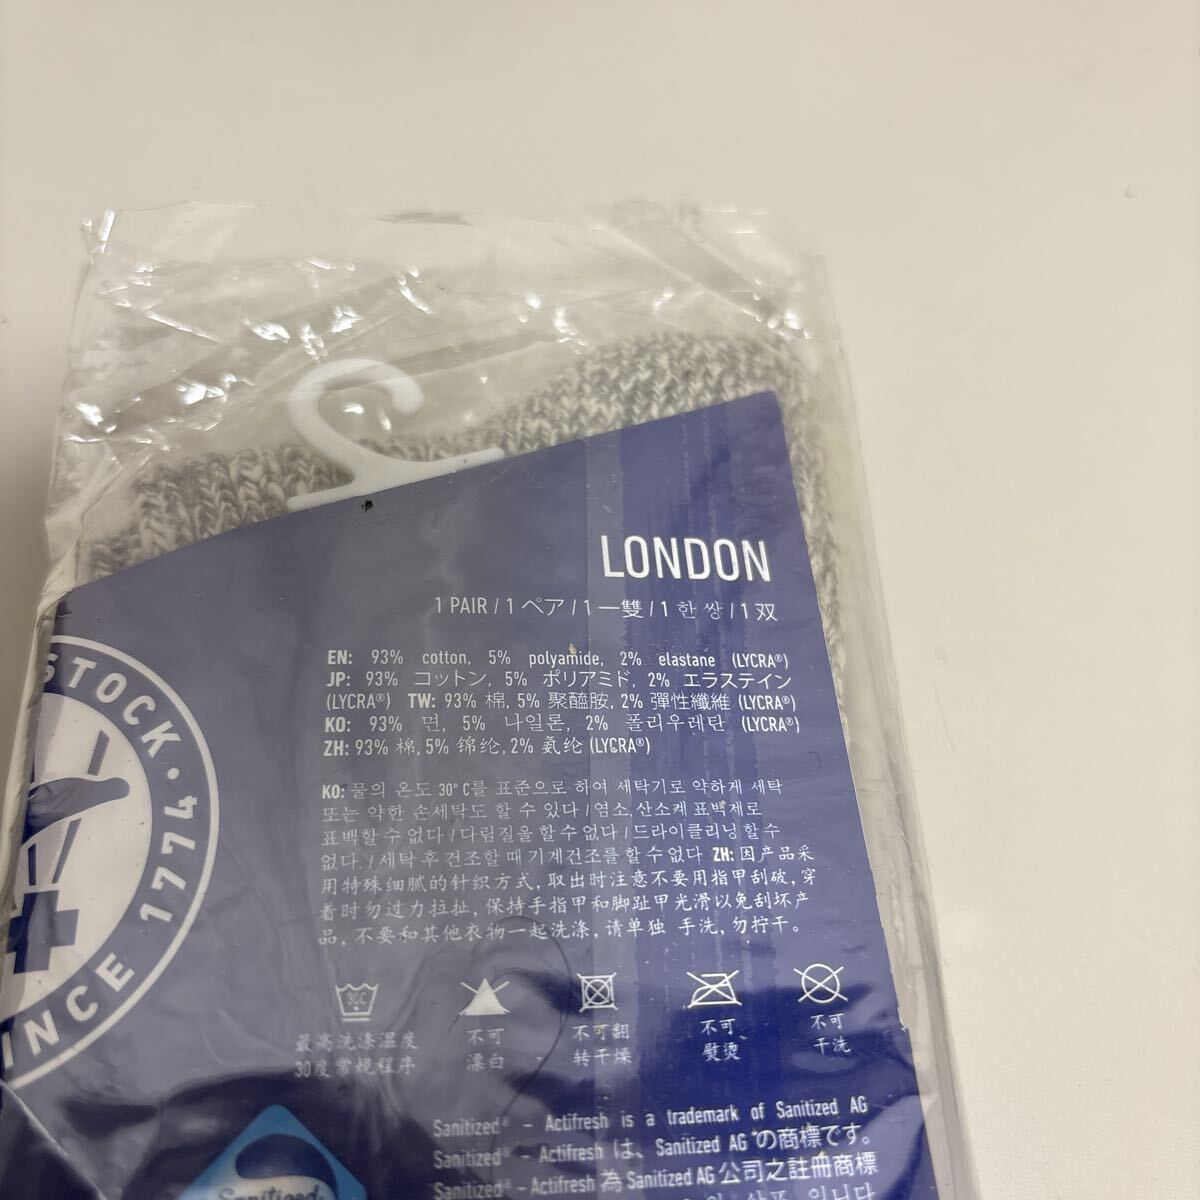 LONDON
1 PAIR / 1 ペア / 1 一雙 / 1 한 쌍 / 1 双
EN: 93% cotton, 5% polyamide, 2% elastane (LYCRA®)
JP: 93% コットン, 5% ポリアミド, 2% エラステイン
(LYCRA®) TW: 93% 棉, 5% 聚醯胺, 2% 彈性纖維 (LYCRA®)
KO: 93% 면, 5% 나일론, 2% 폴리우레탄 (LYCRA®)
ZH: 93% 棉, 5% 锦纶, 2% 氨纶 (LYCRA®)
KO: 물의 온도 30°C를 표준으로 하여 세탁기로 약하게 세탁
또는 약한 손세탁도 할 수 있다 / 염소,산소계 표백제로
표백할 수 없다 / 다림질을 할 수 없다 / 드라이클리닝 할 수
없다. / 세탁 후 건조할 때 기계건조를 할 수 없다 ZH: 因产品采
用特殊细腻的针织方式, 取出时注意不要用指甲刮破, 穿
着时勿过力拉扯, 保持手指甲和脚趾甲光滑以免刮坏产
品, 不要和其他衣物一起洗涤, 请单独 手洗, 勿拧干。
30C
最高洗涤温度
30度常规程序
不可
漂白
不可翻
转干燥
不可
熨烫
不可
干洗
Sanitized® – Actifresh is a trademark of Sanitized AG
Sanitized® – Actifresh は、Sanitized AG の商標です。
Sanitized® – Actifresh 為 Sanitized AG 公司之註冊商標
상표 입니다
STOCK · SINCE 1774
Sanitized